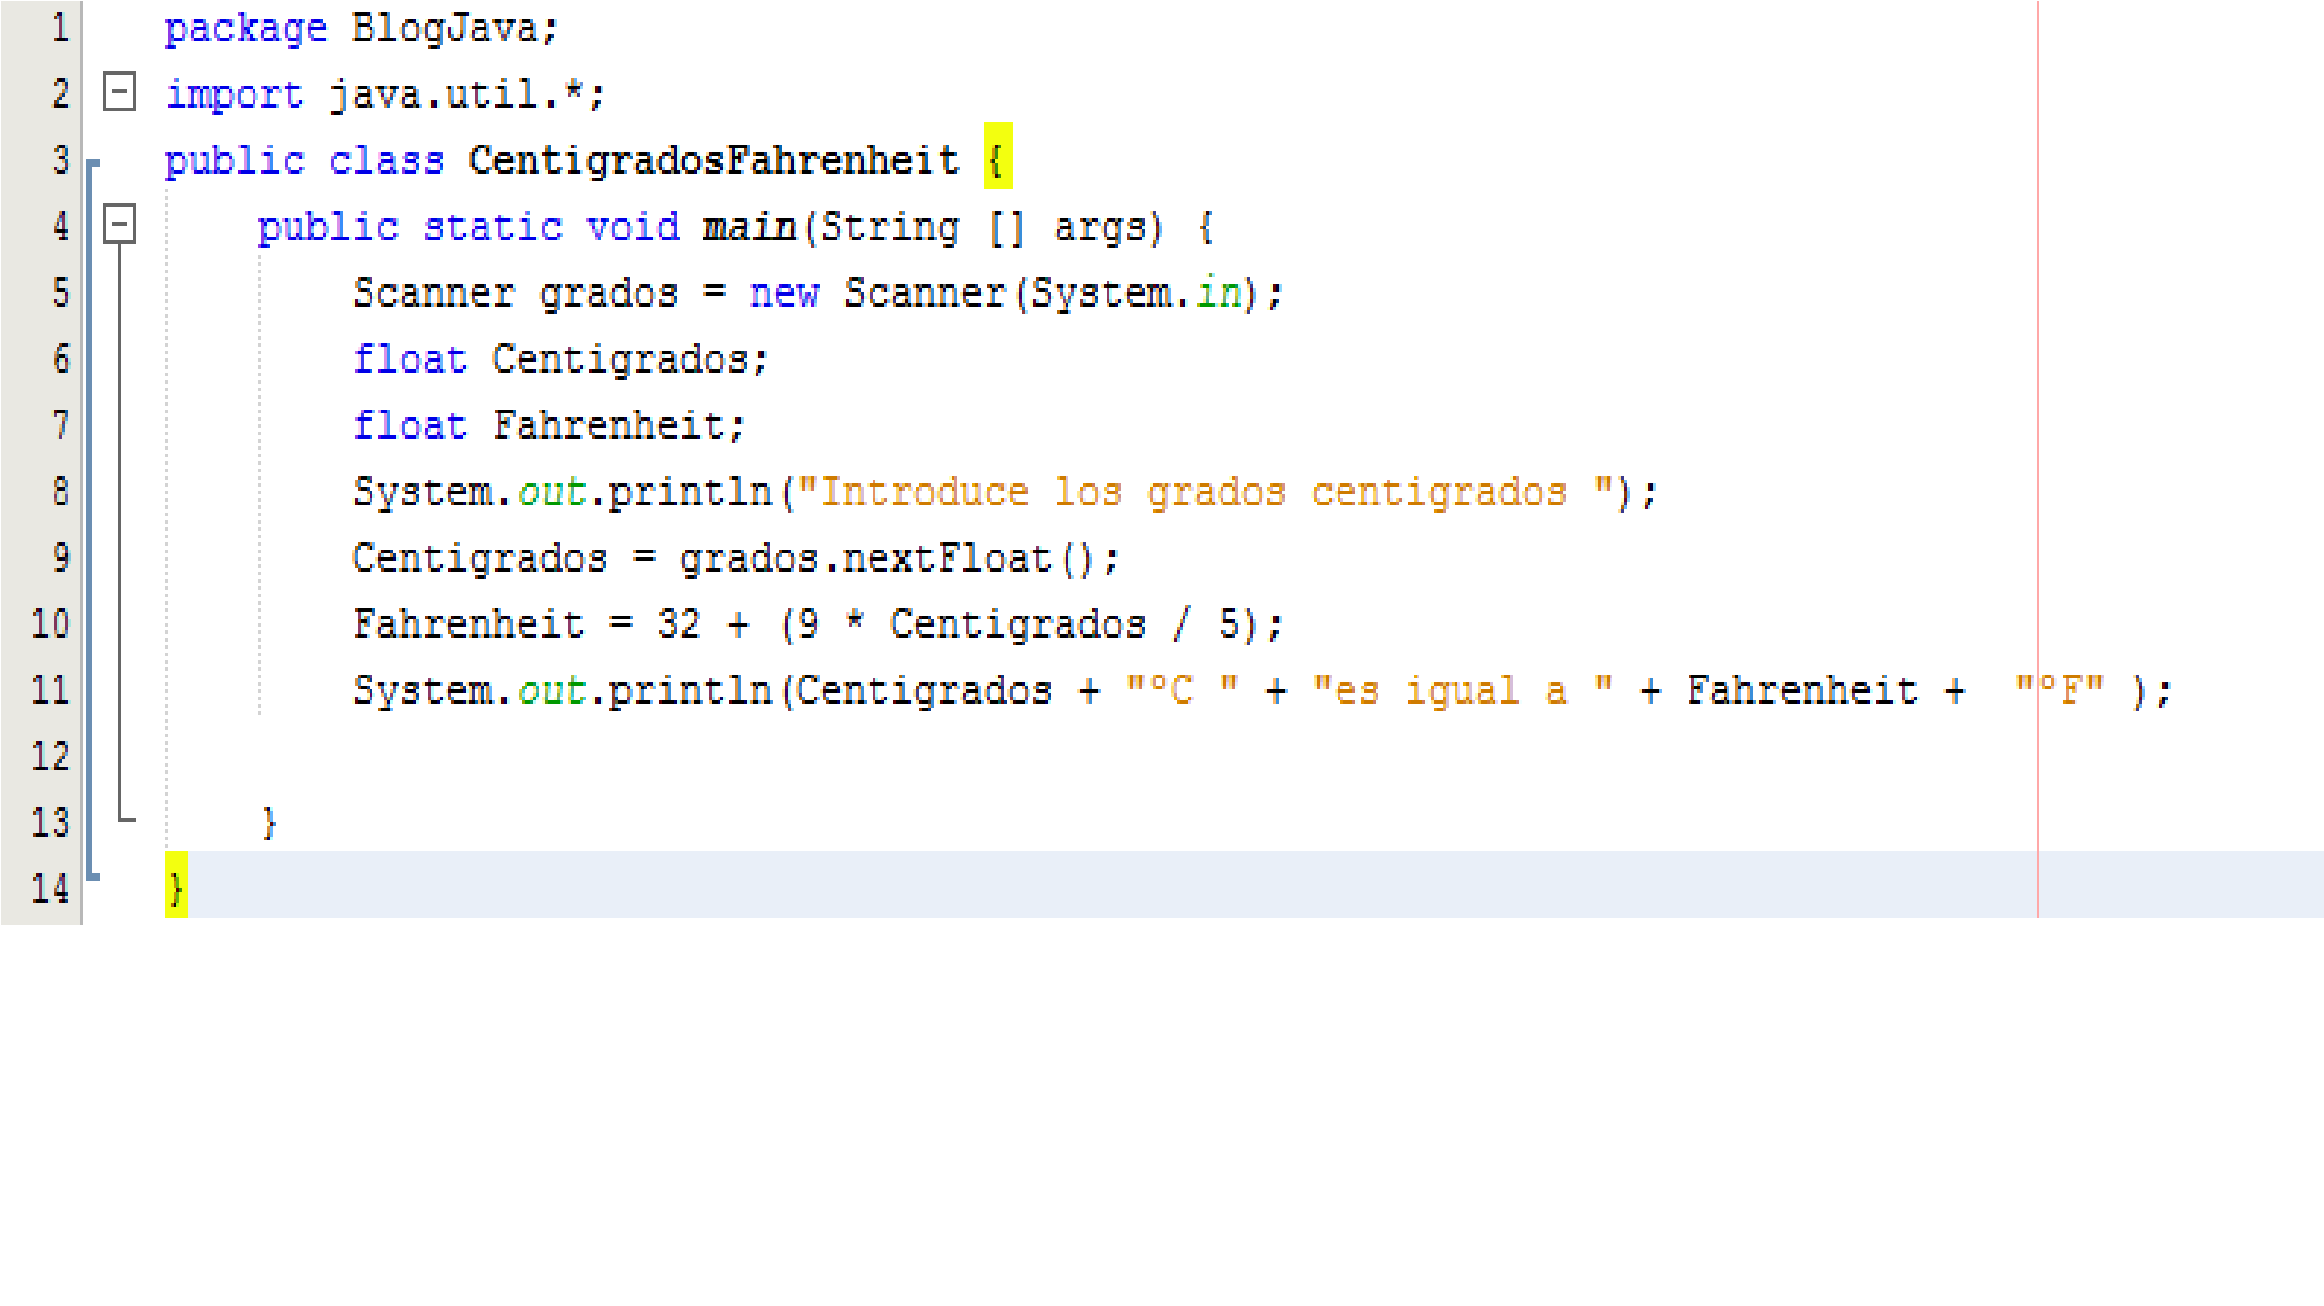 1 package BlogJava;
2 import java.util.*;
3 public class CentigradosFahrenheit {
4 public static void main(String [] args) {
5 Scanner grados = new Scanner(System.in);
6 float Centigrados;
7 float Fahrenheit;
8 System.out.println("Introduce los grados centigrados ");
9 Centigrados = grados.nextFloat();
10 Fahrenheit = 32 + (9 * Centigrados / 5);
11 System.out.println(Centigrados + "ºC " + "es igual a " + Fahrenheit +  "ºF" );
12
13 }
14 }